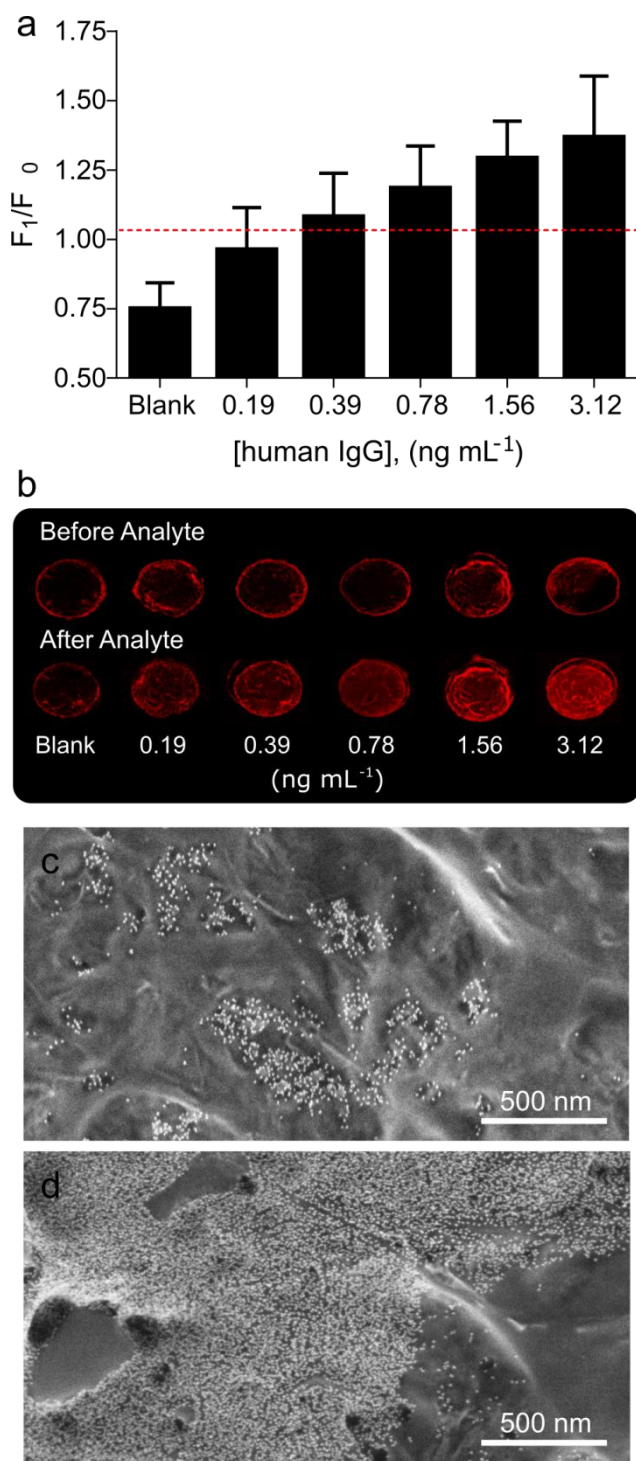 a
1.75
1.50
1.25
1.00
0.75
0.50
F₁/F ₀
Blank 0.19 0.39 0.78 1.56 3.12
[human IgG], (ng mL⁻¹)
b
Before Analyte
After Analyte
Blank 0.19 0.39 0.78 1.56 3.12
(ng mL⁻¹)
c
500 nm
d
500 nm